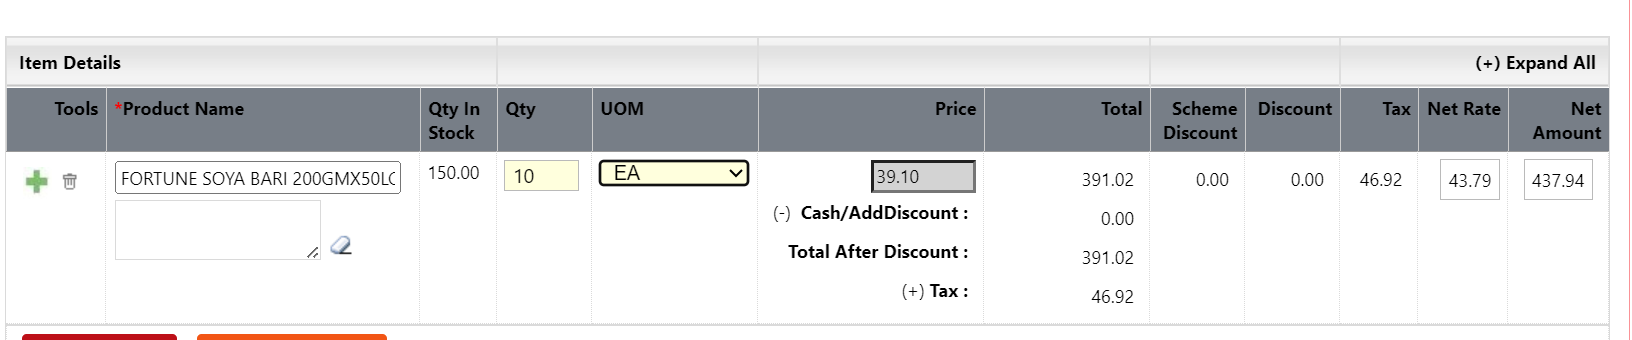 Item Details
(+) Expand All
Tools *Product Name Qty In Stock Qty UOM Price Total Scheme Discount Discount Tax Net Rate Net Amount
FORTUNE SOYA BARI 200GMX50LC 150.00 10 EA 39.10 391.02 0.00 0.00 46.92 43.79 437.94
(-) Cash/AddDiscount : 0.00
Total After Discount : 391.02
(+) Tax : 46.92